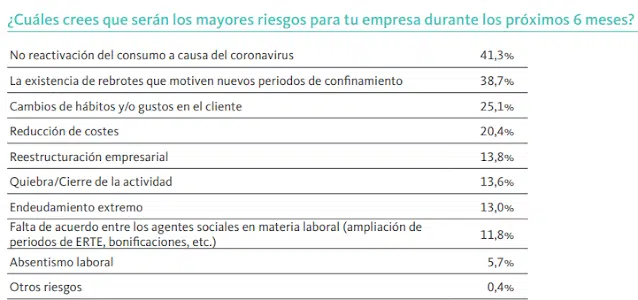 ¿Cuáles crees que serán los mayores riesgos para tu empresa durante los próximos 6 meses?
No reactivación del consumo a causa del coronavirus 41,3%
La existencia de rebrotes que motiven nuevos periodos de confinamiento 38,7%
Cambios de hábitos y/o gustos en el cliente 25,1%
Reducción de costes 20,4%
Reestructuración empresarial 13,8%
Quiebra/Cierre de la actividad 13,6%
Endeudamiento extremo 13,0%
Falta de acuerdo entre los agentes sociales en materia laboral (ampliación de
periodos de ERTE, bonificaciones, etc.) 11,8%
Absentismo laboral 5,7%
Otros riesgos 0,4%